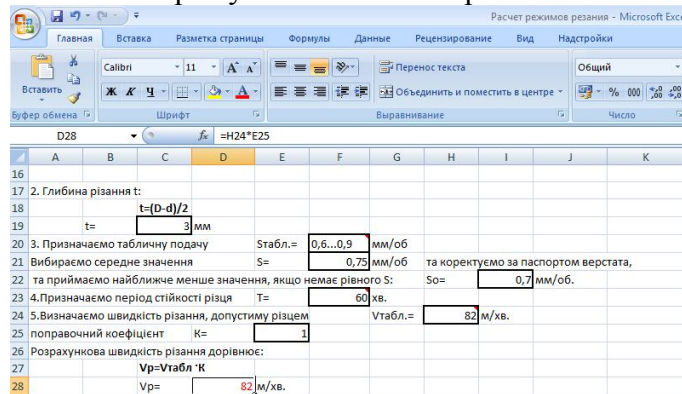 Расчет режимов резания - Microsoft Exce
Главная Вставка Разметка страницы Формулы Данные Рецензирование Вид Надстройки
Вставить
Calibri 11 A A
Ж К Ч
Перенос текста
Объединить и поместить в центре
Общий
% 000
Буфер обмена Шрифт Выравнивание Число
D28 fx =H24*E25
A B C D E F G H I J K
16
17 2. Глибина різання t:
18 t=(D-d)/2
19 t= 3 мм
20 3. Призначаємо табличну подачу Sтабл.= 0,6...0,9 мм/об
21 Вибираємо середнє значення S= 0,75 мм/об та коректуємо за паспортом верстата,
22 та приймаємо найближче менше значення, якщо немає рівного S: So= 0,7 мм/об.
23 4.Призначаємо період стійкості різця T= 60 хв.
24 5.Визначаємо швидкість різання, допустиму різцем Vтабл.= 82 м/хв.
25 поправочний коефіцієнт К= 1
26 Розрахункова швидкість різання дорівнює:
27 Vp=Vтабл *К
28 Vp= 82 м/хв.